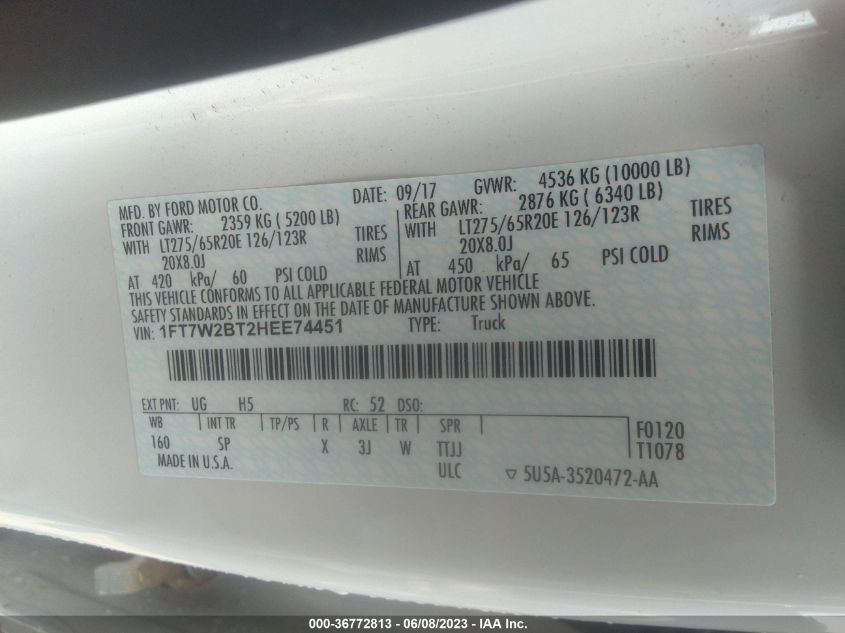 MFD. BY FORD MOTOR CO. DATE: 09/17 GVWR: 4536 KG (10000 LB)
FRONT GAWR: 2359 KG ( 5200 LB) REAR GAWR: 2876 KG ( 6340 LB)
WITH LT275/65R20E 126/123R TIRES WITH LT275/65R20E 126/123R TIRES
20X8.0J RIMS 20X8.0J RIMS
AT 420 kPa/ 60 PSI COLD AT 450 kPa/ 65 PSI COLD
THIS VEHICLE CONFORMS TO ALL APPLICABLE FEDERAL MOTOR VEHICLE
SAFETY STANDARDS IN EFFECT ON THE DATE OF MANUFACTURE SHOWN ABOVE.
VIN: 1FT7W2BT2HEE74451 TYPE: Truck
EXT PNT: UG H5 RC: 52 DSO:
WB INT TR TP/PS R AXLE TR SPR F0120
160 SP X 3J W TTJJ T1078
MADE IN U.S.A. ULC ▽ 5U5A-3520472-AA
000-36772813 - 06/08/2023 - IAA Inc.